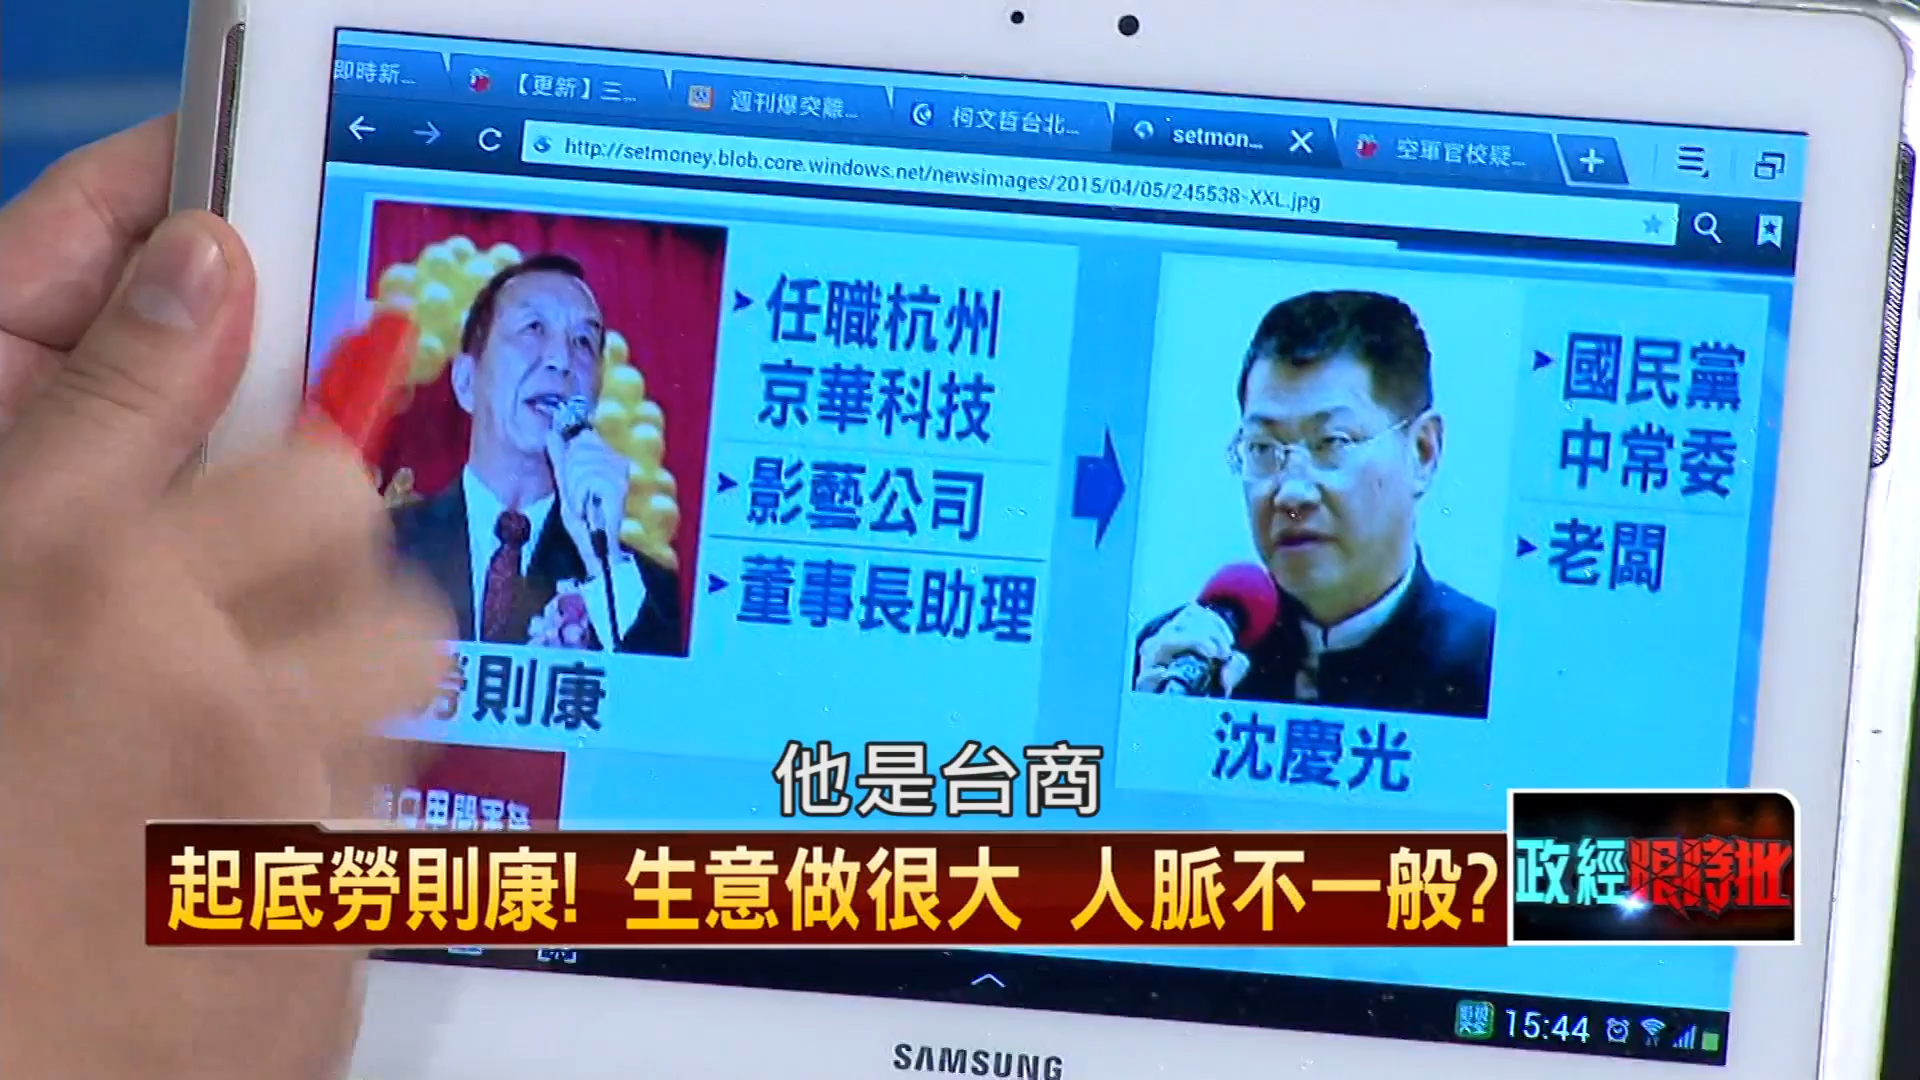 即時新...
【更新】三...
週刊爆突離...
柯文哲台北...
setmon...
空軍官校疑...
http://setmoney.blob.core.windows.net/newsimages/2015/04/05/245538-XXL.jpg
任職杭州
京華科技
影藝公司
董事長助理
勞則康
國民黨
中常委
老闆
沈慶光
他是台商
起底勞則康! 生意做很大 人脈不一般?
政經眼時批
15:44
SAMSUNG